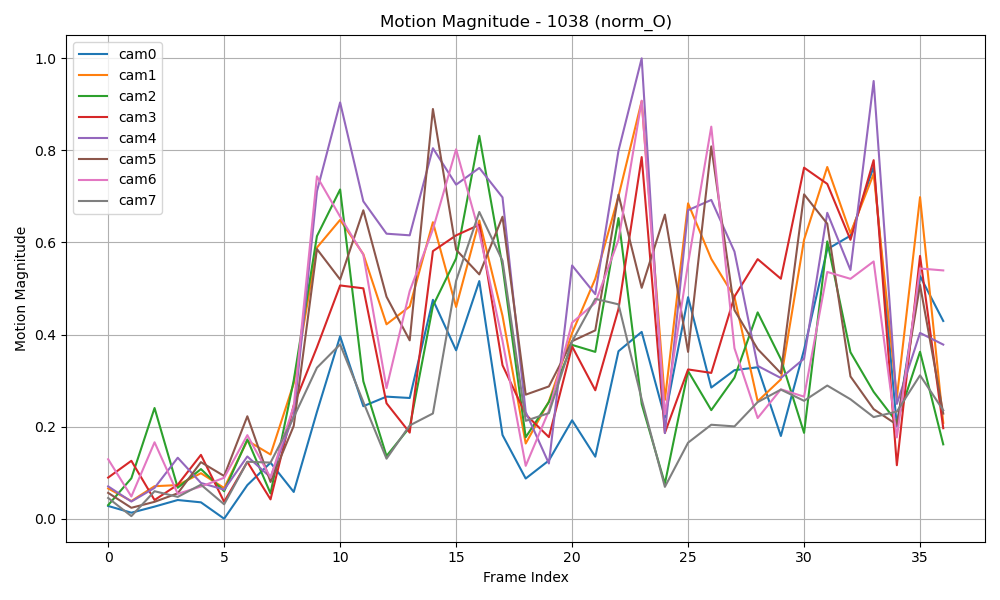 Motion Magnitude - 1038 (norm_O)
cam0
cam1
cam2
cam3
cam4
cam5
cam6
cam7
Motion Magnitude
1.0
0.8
0.6
0.4
0.2
0.0
0 5 10 15 20 25 30 35
Frame Index